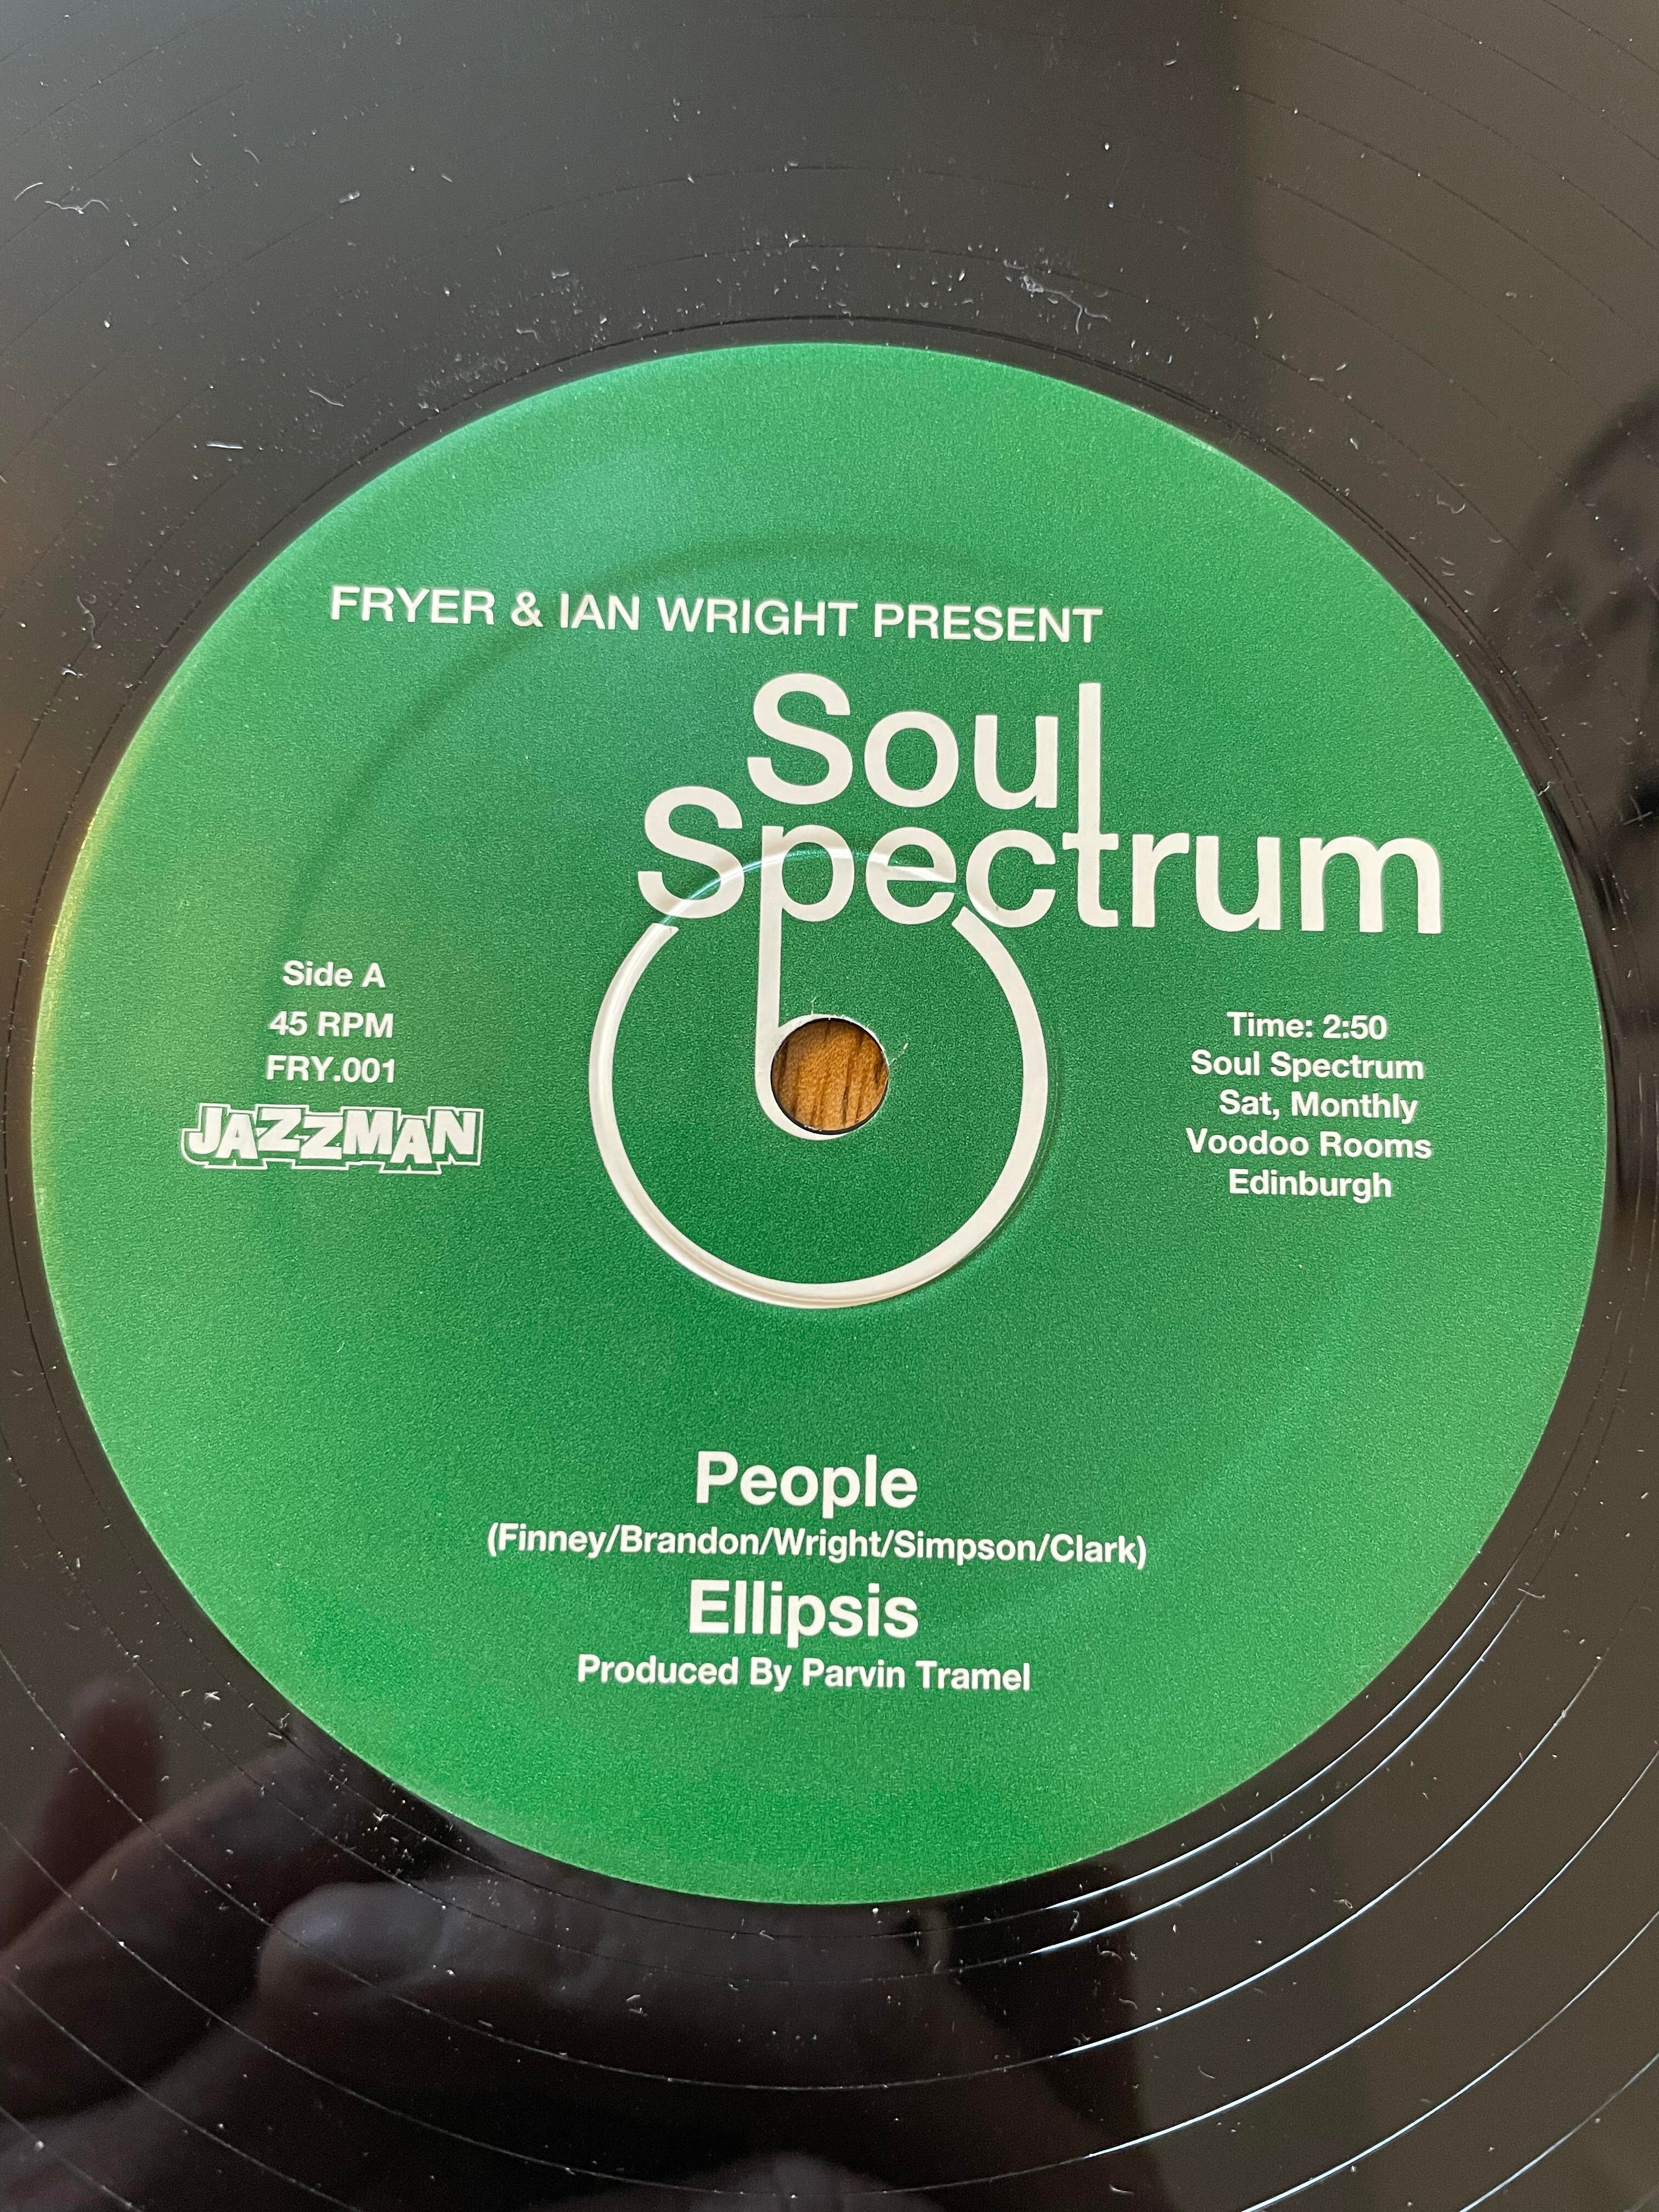 FRYER & IAN WRIGHT PRESENT
Soul
Spectrum
Side A
45 RPM
FRY.001
JAZZMAN
Time: 2:50
Soul Spectrum
Sat, Monthly
Voodoo Rooms
Edinburgh
People
(Finney/Brandon/Wright/Simpson/Clark)
Ellipsis
Produced By Parvin Tramel